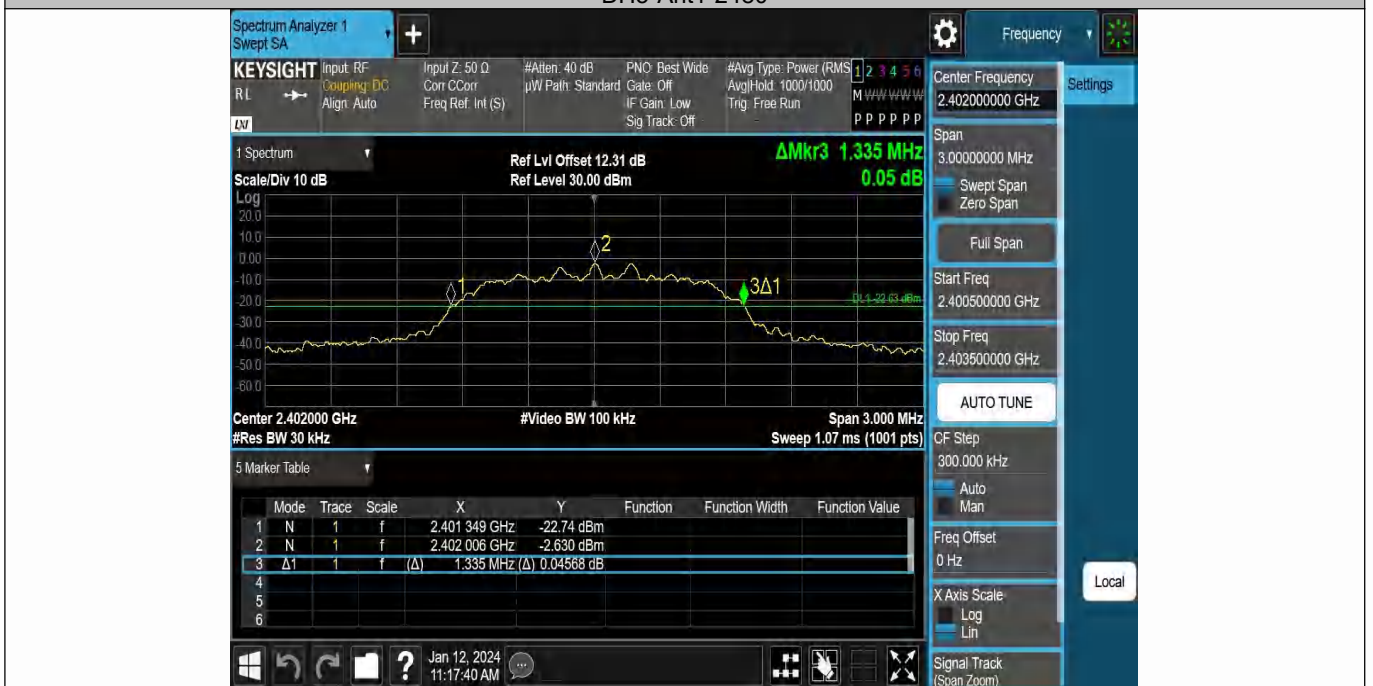 Spectrum Analyzer 1
Swept SA
+
Frequency
KEYSIGHT
RL
LXI
Input: RF
Coupling: DC
Align: Auto
Input Z: 50 Ω
Corr CCorr
Freq Ref: Int (S)
#Atten: 40 dB
µW Path: Standard
PNO: Best Wide
Gate: Off
IF Gain: Low
Sig Track: Off
#Avg Type: Power (RMS
Avg|Hold: 1000/1000
Trig: Free Run
1 2 3 4 5 6
M W W W W W
P P P P P P
1 Spectrum
Scale/Div 10 dB
Ref Lvl Offset 12.31 dB
Ref Level 30.00 dBm
ΔMkr3 1.335 MHz
0.05 dB
Log
20.0
10.0
0.00
-10.0
-20.0
-30.0
-40.0
-50.0
-60.0
1
2
3Δ1
DL1 -22.63 dBm
Center 2.402000 GHz
#Video BW 100 kHz
Span 3.000 MHz
#Res BW 30 kHz
Sweep 1.07 ms (1001 pts)
5 Marker Table
Mode Trace Scale X Y Function Function Width Function Value
1 N 1 f 2.401 349 GHz -22.74 dBm
2 N 1 f 2.402 006 GHz -2.630 dBm
3 Δ1 1 f (Δ) 1.335 MHz (Δ) 0.04568 dB
4
5
6
?
Jan 12, 2024
11:17:40 AM
Center Frequency
2.402000000 GHz
Settings
Span
3.00000000 MHz
Swept Span
Zero Span
Full Span
Start Freq
2.400500000 GHz
Stop Freq
2.403500000 GHz
AUTO TUNE
CF Step
300.000 kHz
Auto
Man
Freq Offset
0 Hz
Local
X Axis Scale
Log
Lin
Signal Track
(Span Zoom)